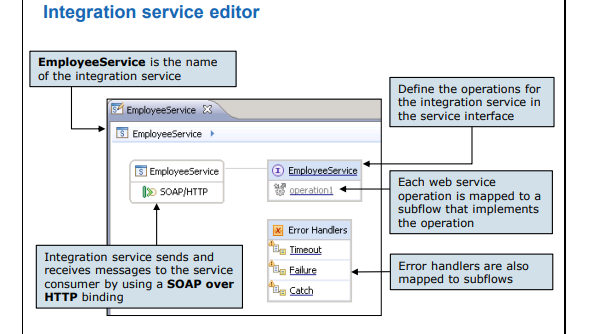 Integration service editor
EmployeeService is the name
of the integration service
Define the operations for
the integration service in
the service interface
EmployeeService
EmployeeService
EmployeeService
SOAP/HTTP
EmployeeService
operation1
Each web service
operation is mapped to a
subflow that implements
the operation
Error Handlers
Timeout
Failure
Catch
Integration service sends and
receives messages to the service
consumer by using a SOAP over
HTTP binding
Error handlers are also
mapped to subflows